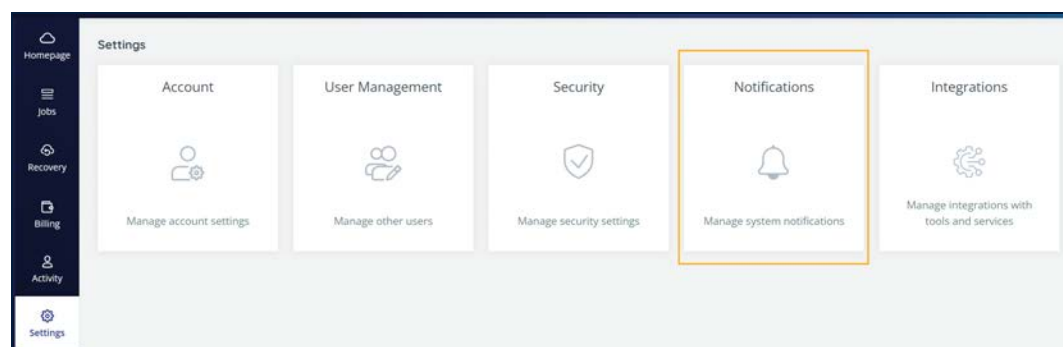 Homepage
Jobs
Recovery
Billing
Activity
Settings
Settings
Account
Manage account settings
User Management
Manage other users
Security
Manage security settings
Notifications
Manage system notifications
Integrations
Manage integrations with
tools and services